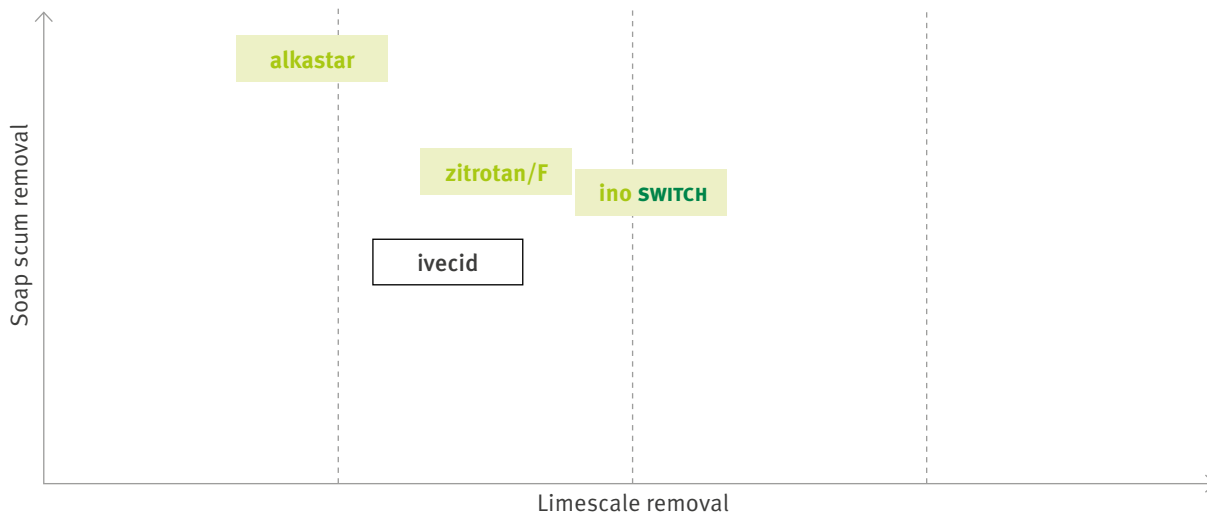 alkastar
zitrotan/F
ino SWITCH
ivecid
Soap scum removal
Limescale removal